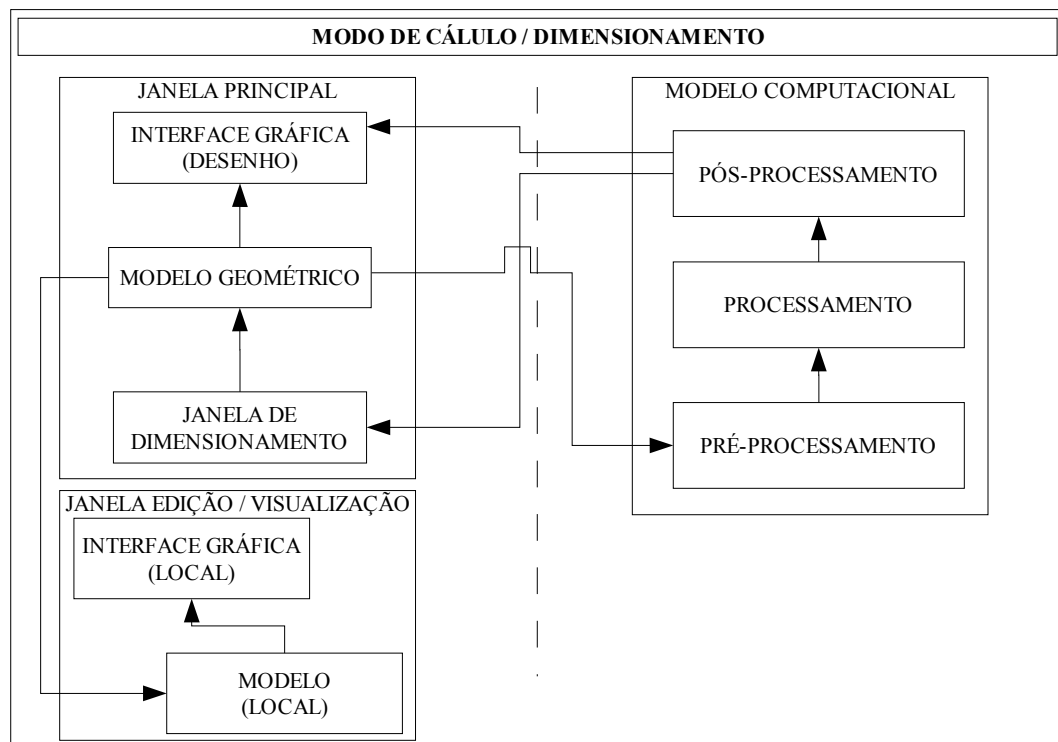 MODO DE CÁLULO / DIMENSIONAMENTO
JANELA PRINCIPAL
INTERFACE GRÁFICA
(DESENHO)
MODELO GEOMÉTRICO
JANELA DE
DIMENSIONAMENTO
JANELA EDIÇÃO / VISUALIZAÇÃO
INTERFACE GRÁFICA
(LOCAL)
MODELO
(LOCAL)
MODELO COMPUTACIONAL
PÓS-PROCESSAMENTO
PROCESSAMENTO
PRÉ-PROCESSAMENTO